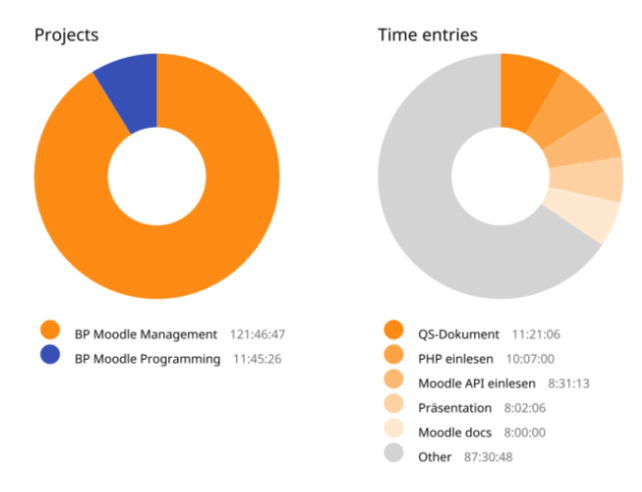 Projects
BP Moodle Management 121:46:47
BP Moodle Programming 11:45:26
Time entries
QS-Dokument 11:21:06
PHP einlesen 10:07:00
Moodle API einlesen 8:31:13
Präsentation 8:02:06
Moodle docs 8:00:00
Other 87:30:48